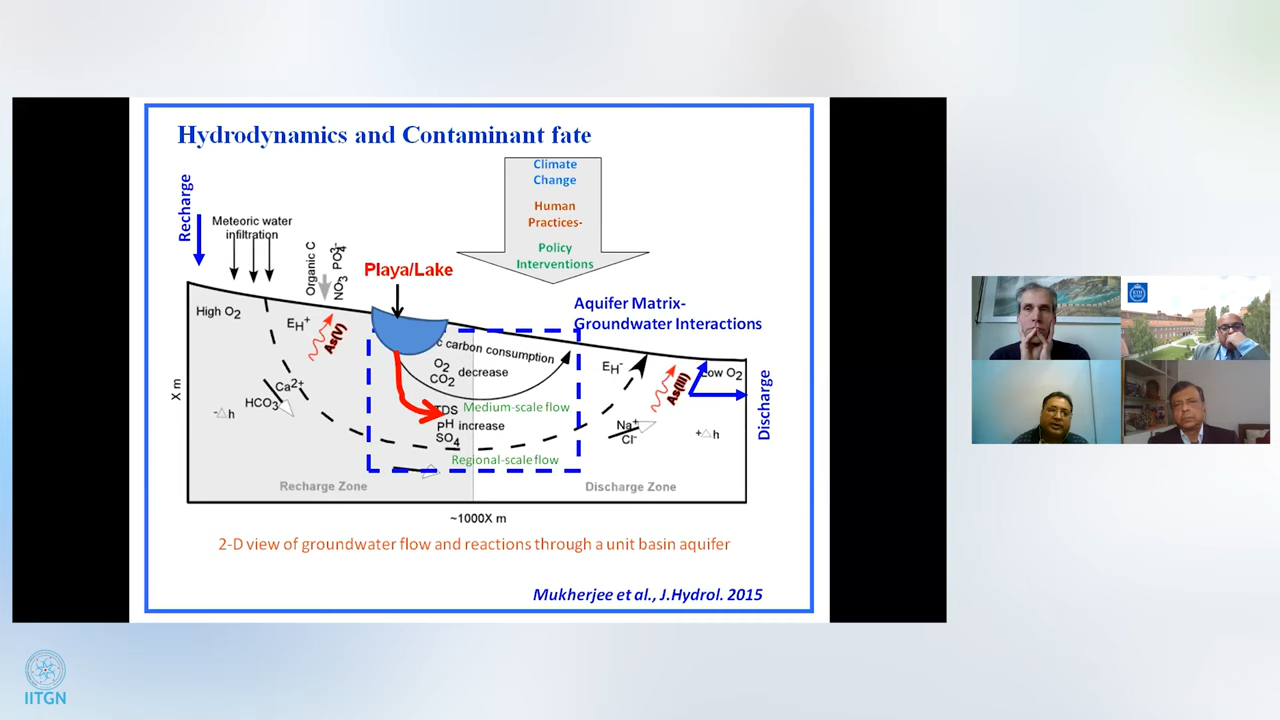 Hydrodynamics and Contaminant fate
Climate
Change
Human
Practices-
Policy
Interventions
Recharge
Meteoric water
infiltration
Organic C
NO3 PO4 3-
Playa/Lake
Aquifer Matrix-
Groundwater Interactions
High O2
EH+
As(V)
c carbon consumption
O2
CO2
decrease
EH-
As(III)
Low O2
Discharge
X m
Ca2+
HCO3
-△h
TDS
pH
SO4
increase
Medium-scale flow
Na+
Cl-
+△h
Regional-scale flow
Recharge Zone
Discharge Zone
~1000X m
2-D view of groundwater flow and reactions through a unit basin aquifer
Mukherjee et al., J.Hydrol. 2015
IITGN